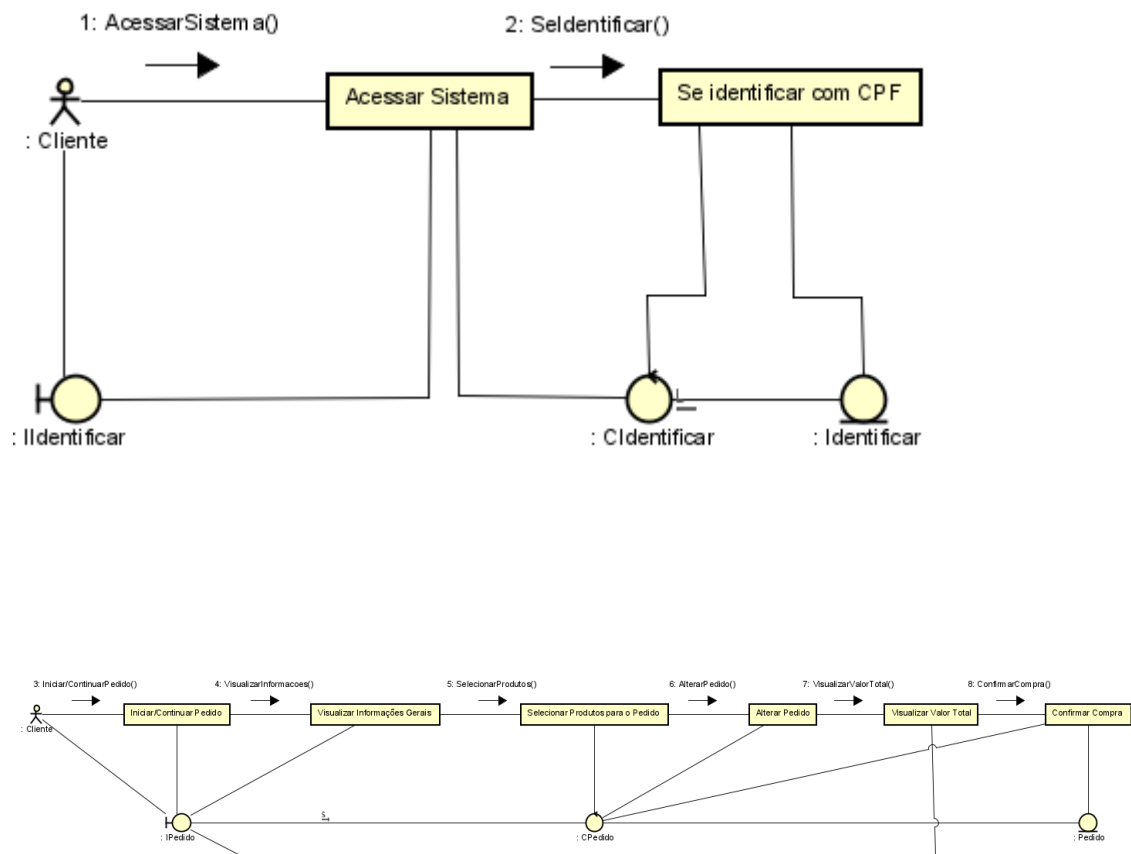 1: AcessarSistema()
2: SeIdentificar()
Acessar Sistema
Se identificar com CPF
: Cliente
: IIdentificar
: CIdentificar
: Identificar
3: Iniciar/ContinuarPedido()
4: VisualizarInformacoes()
5: SelecionarProdutos()
6: AlterarPedido()
7: VisualizarValorTotal()
8: ConfirmarCompra()
: Cliente
Iniciar/Continuar Pedido
Visualizar Informações Gerais
Selecionar Produtos para o Pedido
Alterar Pedido
Visualizar Valor Total
Confirmar Compra
: IPedido
: CPedido
: Pedido